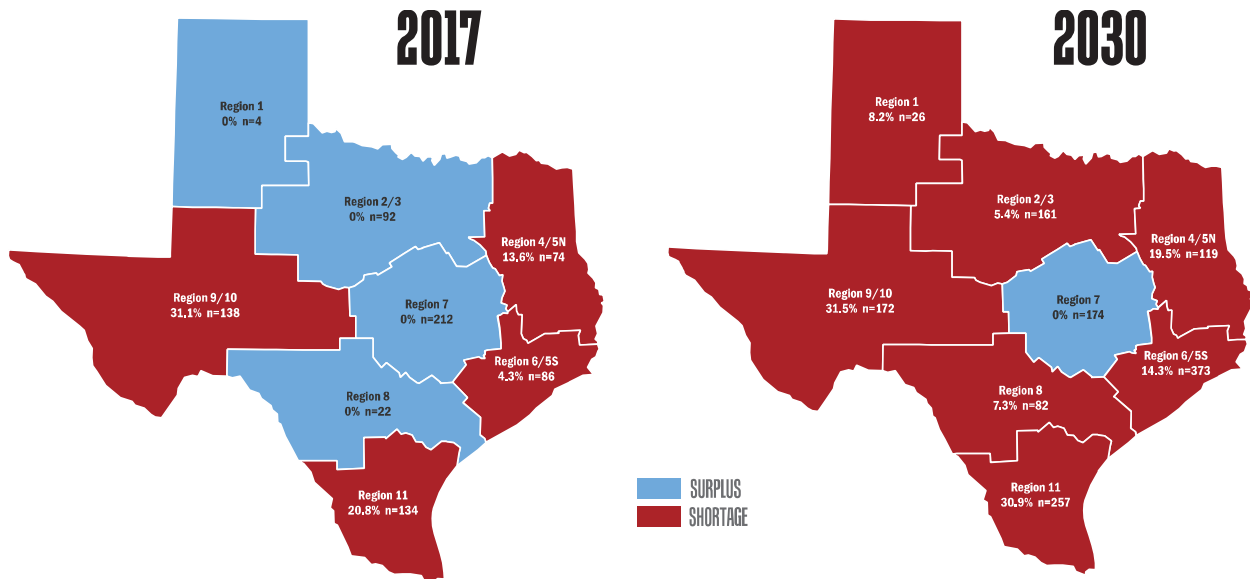 2017
Region 1
0% n=4
Region 2/3
0% n=92
Region 4/5N
13.6% n=74
Region 9/10
31.1% n=138
Region 7
0% n=212
Region 6/5S
4.3% n=86
Region 8
0% n=22
Region 11
20.8% n=134
2030
Region 1
8.2% n=26
Region 2/3
5.4% n=161
Region 4/5N
19.5% n=119
Region 9/10
31.5% n=172
Region 7
0% n=174
Region 6/5S
14.3% n=373
Region 8
7.3% n=82
Region 11
30.9% n=257
SURPLUS
SHORTAGE